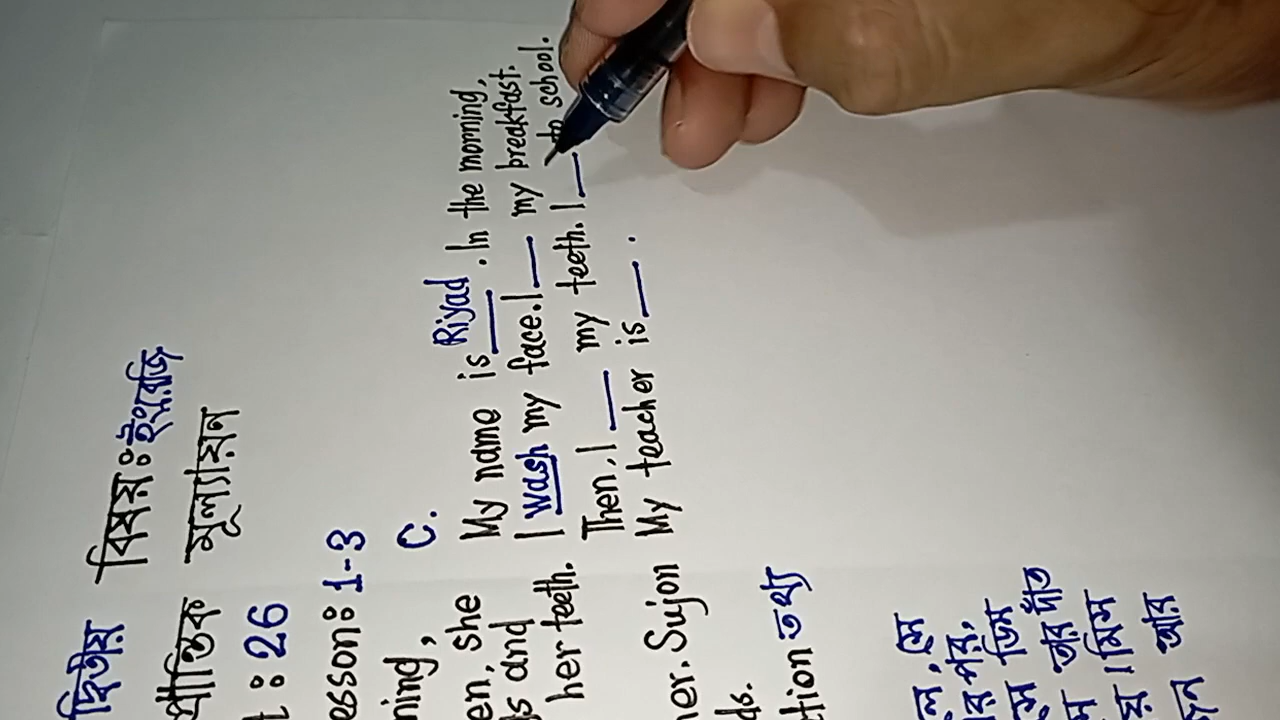 দ্বিতীয় বিষয়ঃ ইংরেজি
প্রান্তিক মূল্যায়ন
: 26
esson: 1-3
C.
ning,
My name is Riyad. In the morning,
en, she
I wash my face. I ___ my breakfast.
s and
Then, I ___ my teeth. I ___ to school.
her teeth.
My teacher is ___.
her. Sujon
ds.
tion তথ্য
ল, সে
র পর,
ডিম
তার দাঁত
য়। মিস
আর